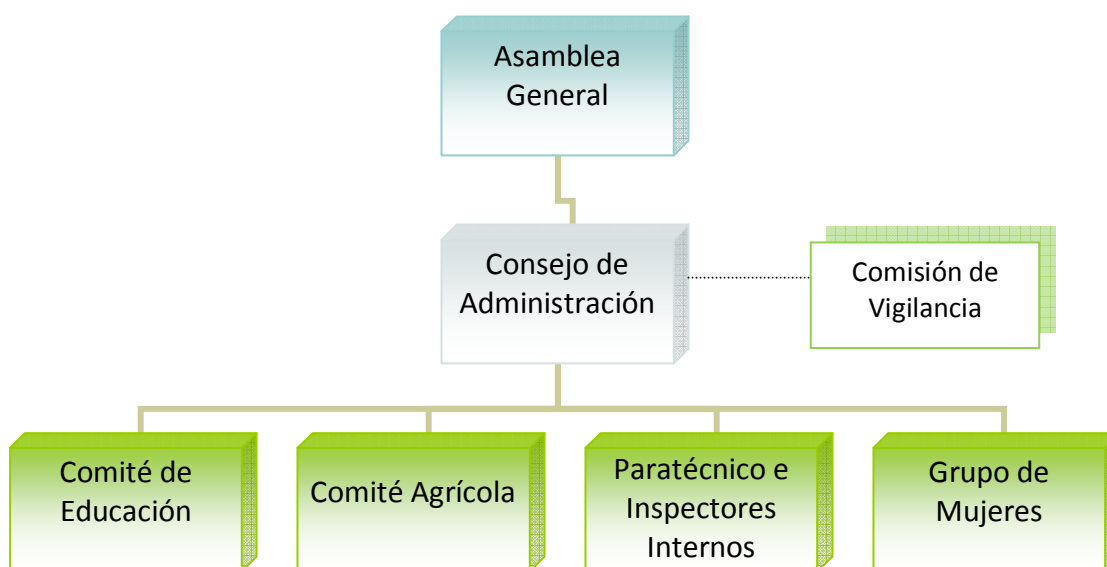 Asamblea
General
Consejo de
Administración
Comisión de
Vigilancia
Comité de
Educación
Comité Agrícola
Paratécnico e
Inspectores
Internos
Grupo de
Mujeres